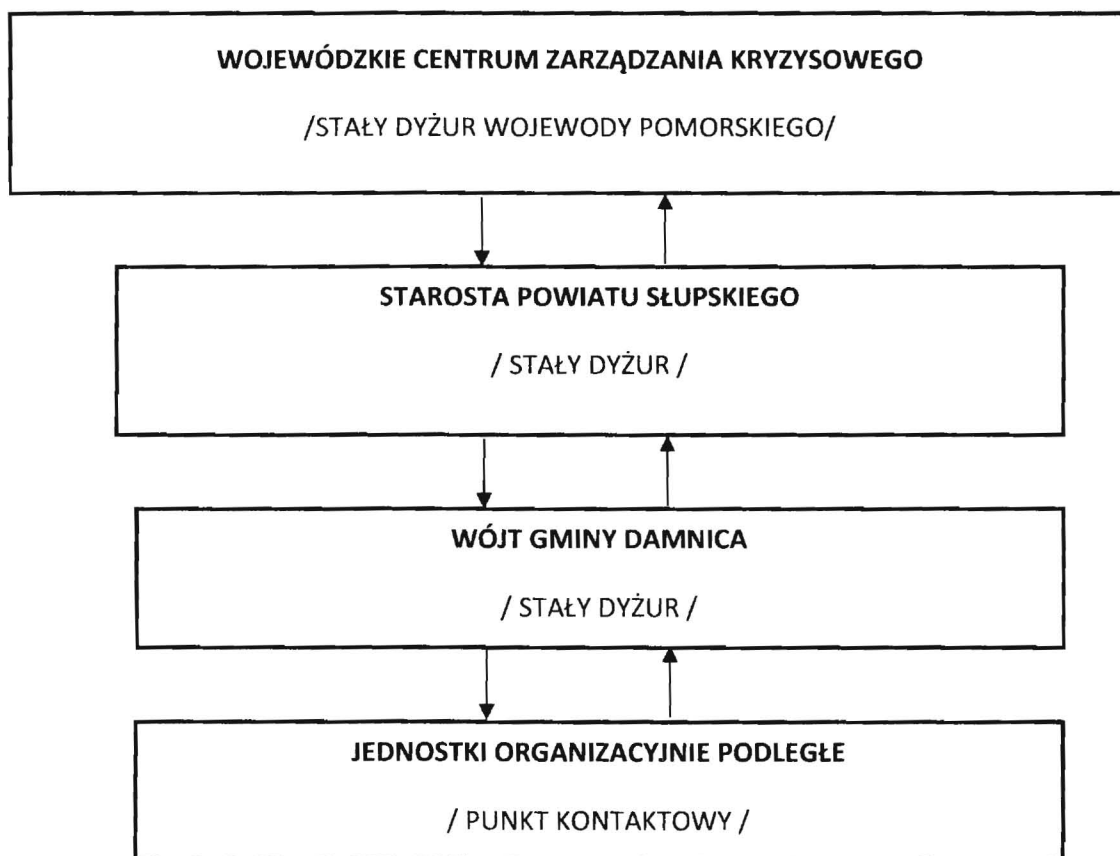 WOJEWÓDZKIE CENTRUM ZARZĄDZANIA KRYZYSOWEGO
/STAŁY DYŻUR WOJEWODY POMORSKIEGO/
STAROSTA POWIATU SŁUPSKIEGO
/ STAŁY DYŻUR /
WÓJT GMINY DAMNICA
/ STAŁY DYŻUR /
JEDNOSTKI ORGANIZACYJNIE PODLEGŁE
/ PUNKT KONTAKTOWY /